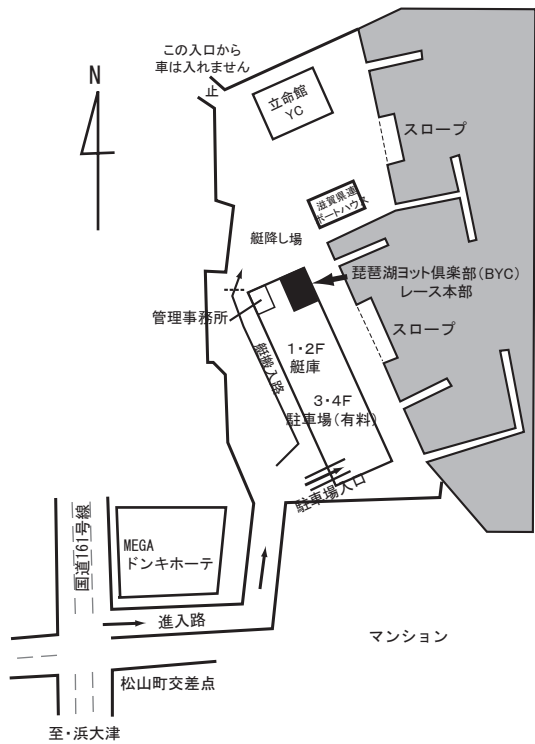 この入口から
車は入れません
止
N
立命館
YC
スロープ
滋賀県連
ボートハウス
艇降し場
琵琶湖ヨット倶楽部(BYC)
レース本部
管理事務所
スロープ
1・2F
艇庫
艇搬入路
3・4F
駐車場(有料)
駐車場入口
国道161号線
MEGA
ドンキホーテ
進入路
マンション
松山町交差点
至・浜大津